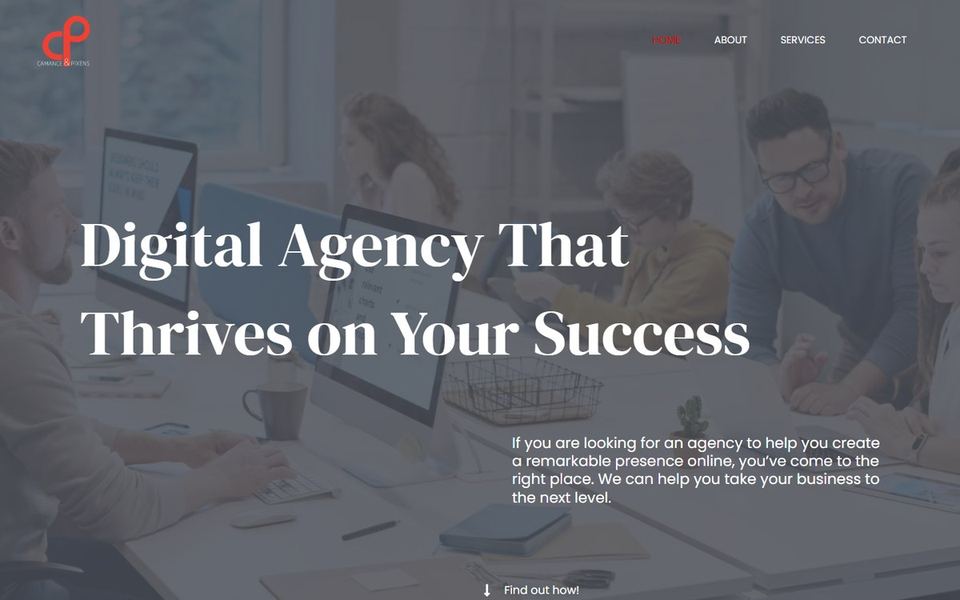 CAMANCE & PIXENS
HOME
ABOUT
SERVICES
CONTACT
Digital Agency That
Thrives on Your Success
If you are looking for an agency to help you create
a remarkable presence online, you’ve come to the
right place. We can help you take your business to
the next level.
Find out how!